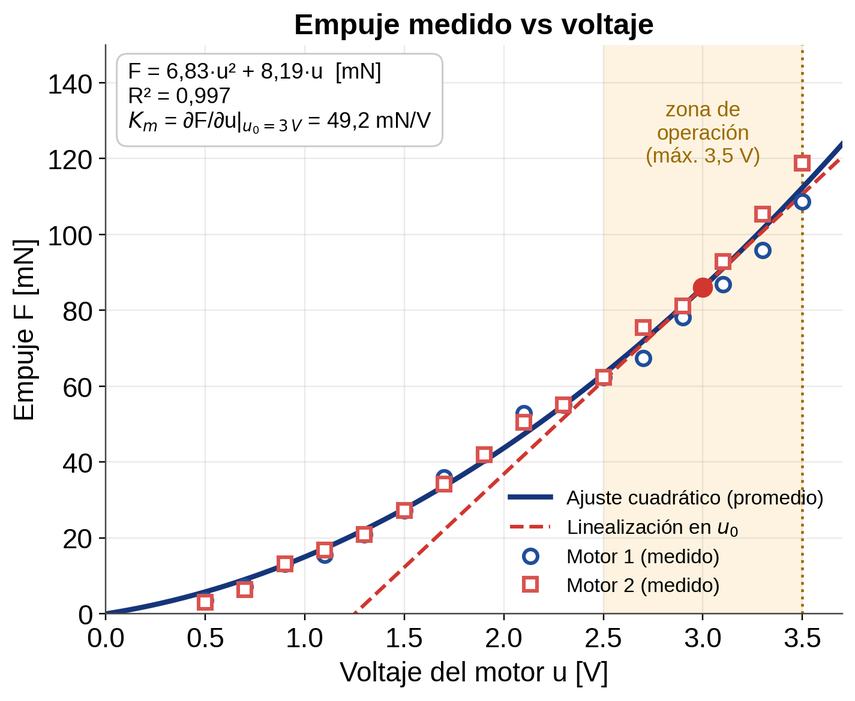 Empuje medido vs voltaje
F = 6,83·u² + 8,19·u  [mN]
R² = 0,997
Kₘ = ∂F/∂u|u₀ = 3 V = 49,2 mN/V
zona de
operación
(máx. 3,5 V)
140
120
100
80
60
40
20
0
Empuje F [mN]
Ajuste cuadrático (promedio)
Linealización en u₀
Motor 1 (medido)
Motor 2 (medido)
0.0 0.5 1.0 1.5 2.0 2.5 3.0 3.5
Voltaje del motor u [V]